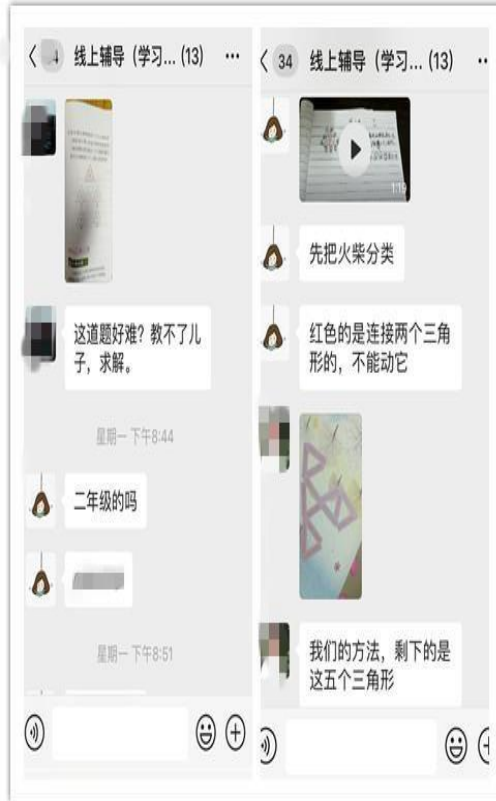 线上辅导（学习... (13)
这道题好难？教不了儿
子，求解。
星期一 下午8:44
二年级的吗
星期一 下午8:51
34
线上辅导（学习... (13)
1:19
先把火柴分类
红色的是连接两个三角
形的，不能动它
我们的方法，剩下的是
这五个三角形